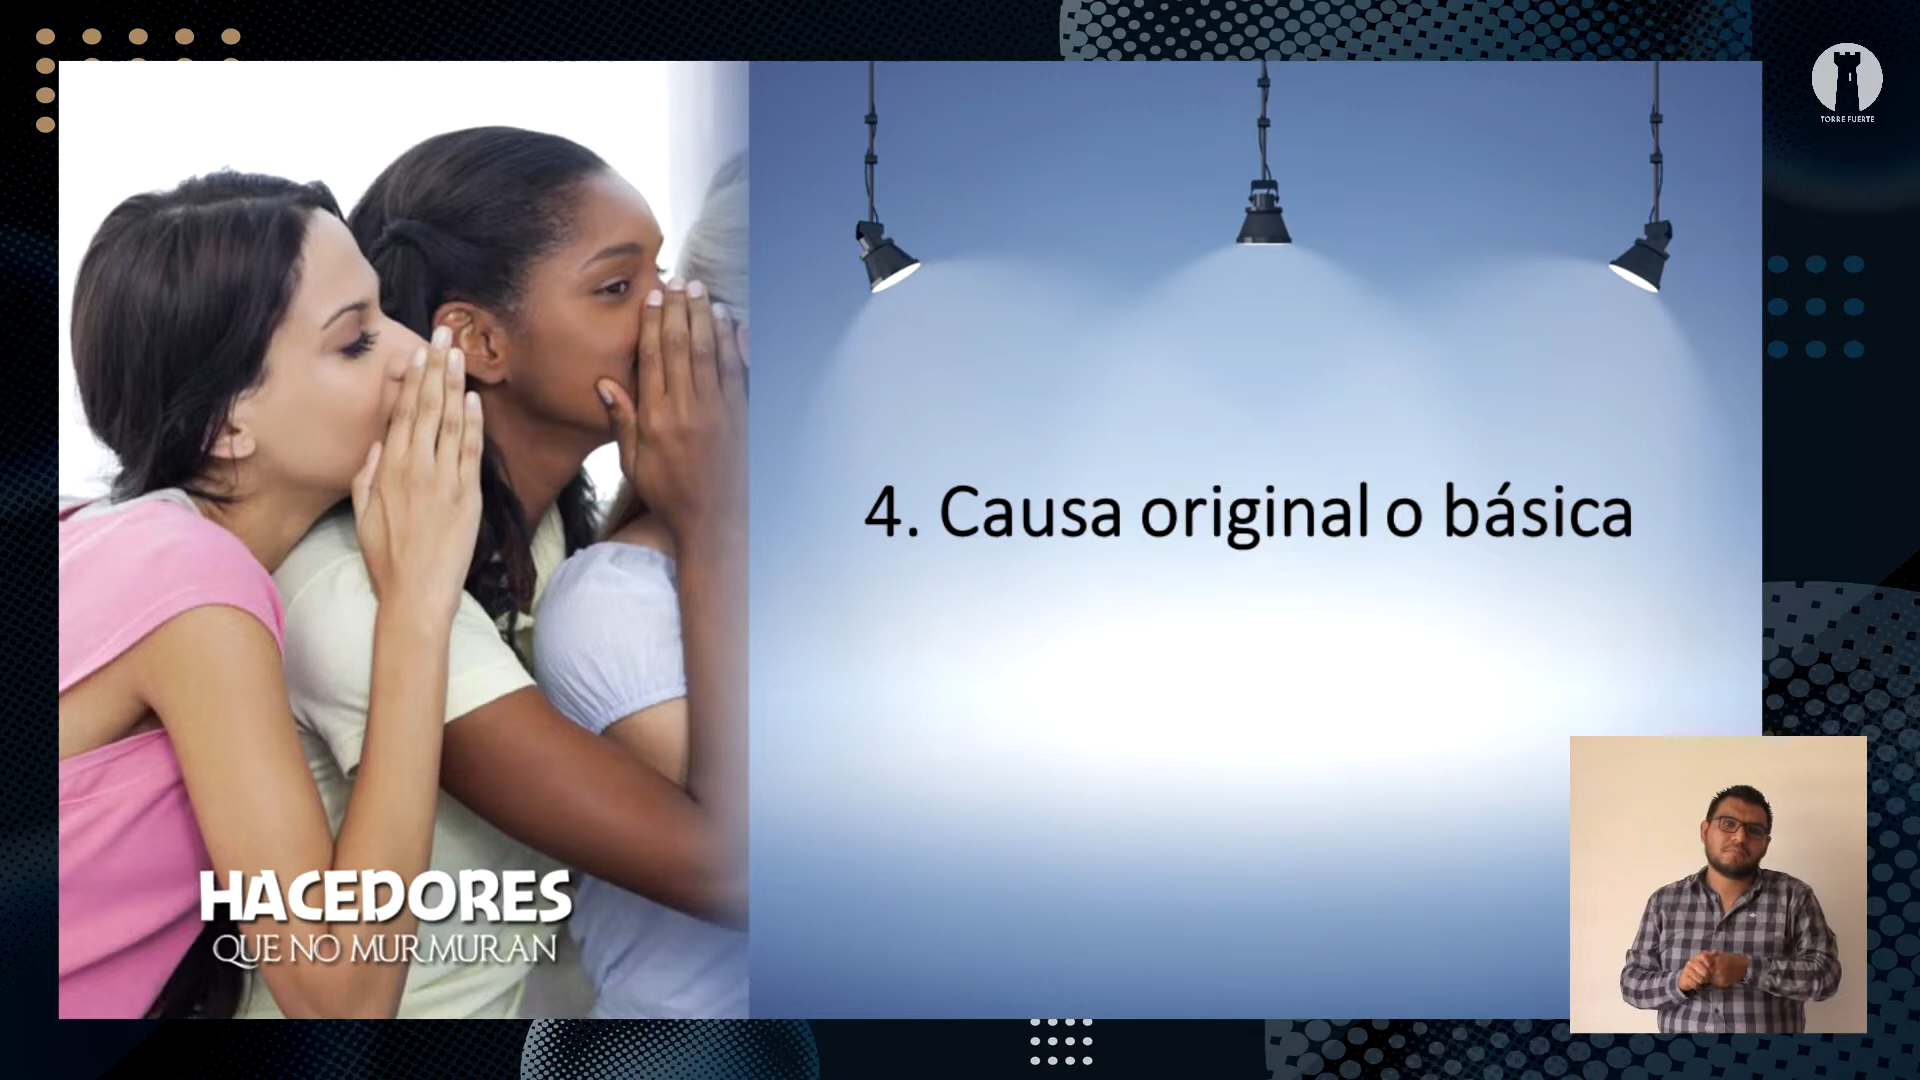 TORRE FUERTE
4. Causa original o básica
HACEDORES
QUE NO MURMURAN